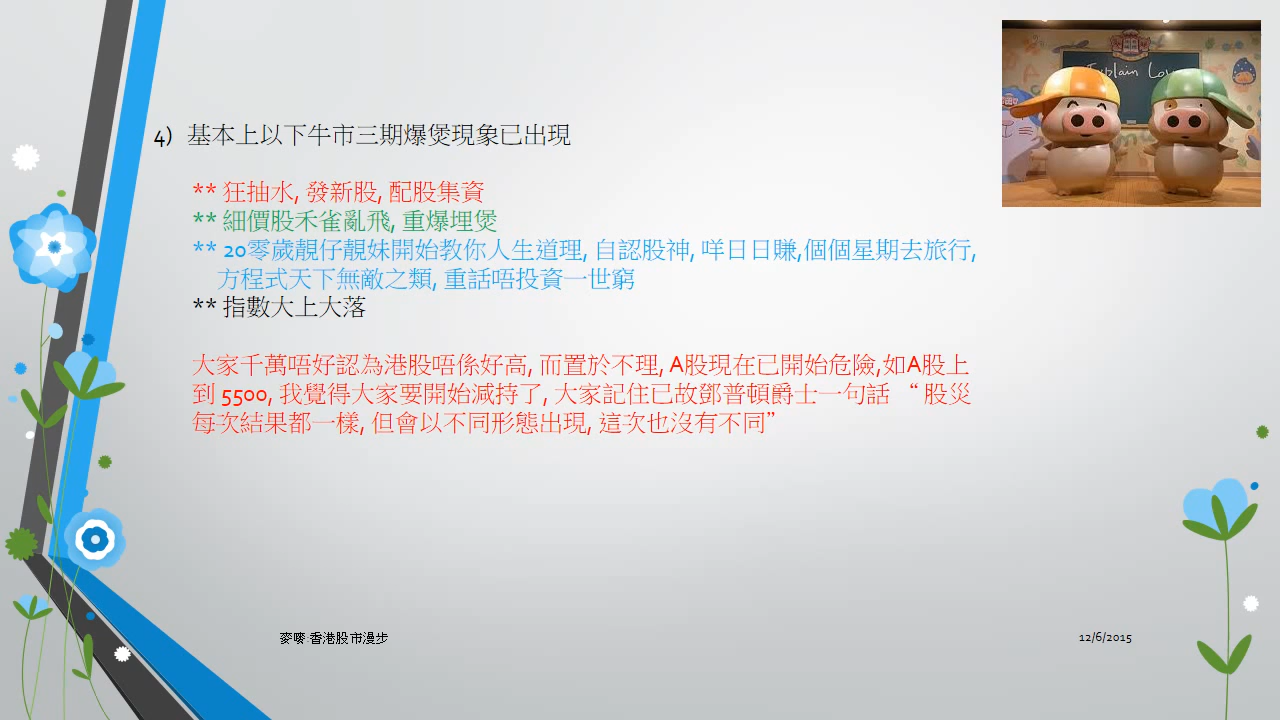 Explain Lov
4) 基本上以下牛市三期爆煲現象已出現
** 狂抽水, 發新股, 配股集資
** 細價股禾雀亂飛, 重爆埋煲
** 20零歲靚仔靚妹開始教你人生道理, 自認股神, 咩日日賺,個個星期去旅行,
方程式天下無敵之類, 重話唔投資一世窮
** 指數大上大落
大家千萬唔好認為港股唔係好高, 而置於不理, A股現在已開始危險,如A股上
到 5500, 我覺得大家要開始減持了, 大家記住已故鄧普頓爵士一句話 “ 股災
每次結果都一樣, 但會以不同形態出現, 這次也沒有不同”
麥嘜 香港股市漫步
12/6/2015